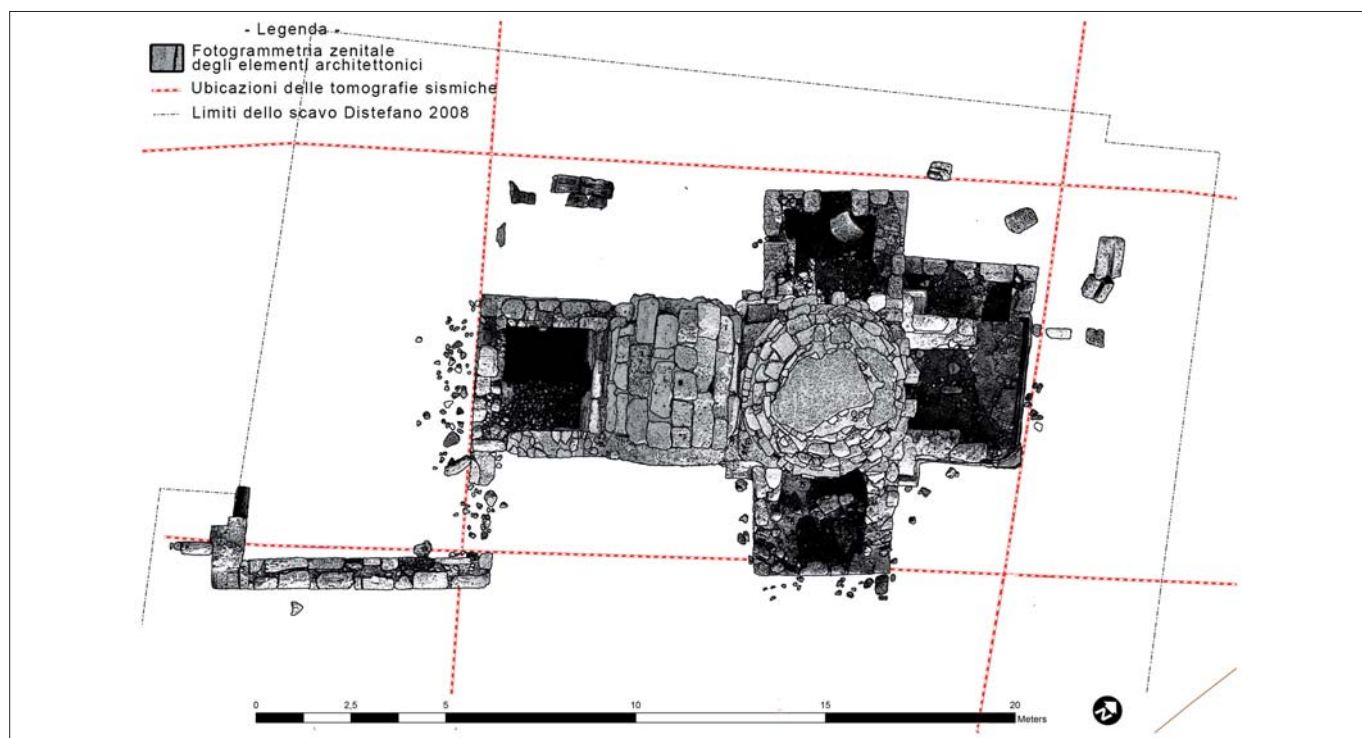 - Legenda -
Fotogrammetria zenitale
degli elementi architettonici
Ubicazioni delle tomografie sismiche
Limiti dello scavo Distefano 2008
0 2,5 5 10 15 20
Meters
N